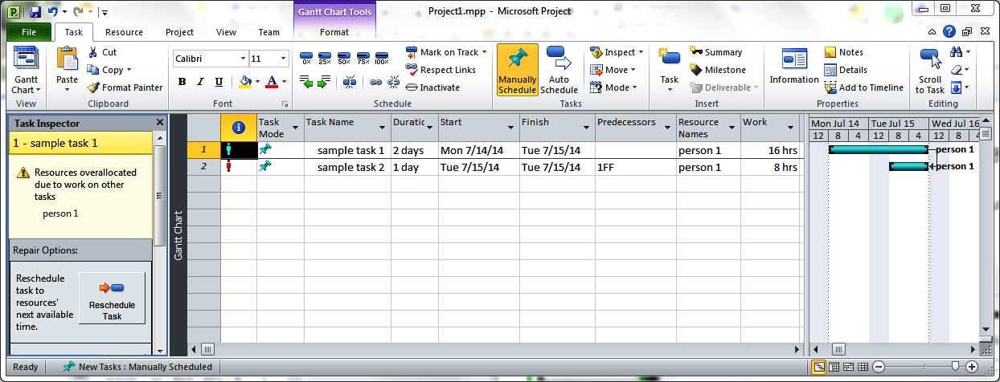 Gantt Chart Tools
Project1.mpp - Microsoft Project
File Task Resource Project View Team Format
Gantt Chart
View
Paste
Cut
Copy
Format Painter
Clipboard
Calibri 11
B I U A
Font
0% 25% 50% 75% 100%
Mark on Track
Respect Links
Inactivate
Schedule
Manually Schedule
Auto Schedule
Inspect
Move
Mode
Tasks
Task
Summary
Milestone
Deliverable
Insert
Information
Notes
Details
Add to Timeline
Properties
Scroll to Task
Editing
Task Inspector
1 - sample task 1
Resources overallocated
due to work on other
tasks
person 1
Repair Options:
Reschedule
task to
resources'
next available
time.
Reschedule
Task
Gantt Chart
Task Mode Task Name Duratic Start Finish Predecessors Resource Names Work
1 sample task 1 2 days Mon 7/14/14 Tue 7/15/14 person 1 16 hrs
2 sample task 2 1 day Tue 7/15/14 Tue 7/15/14 1FF person 1 8 hrs
Mon Jul 14 Tue Jul 15 Wed Jul 16
12 8 4 12 8 4 12 8 4
person 1
person 1
Ready New Tasks : Manually Scheduled